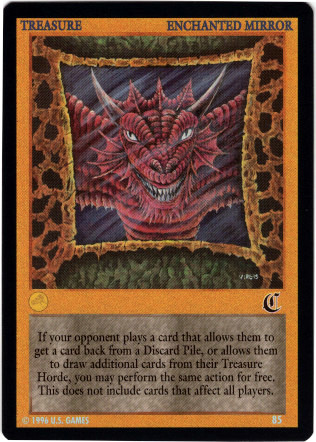 TREASURE ENCHANTED MIRROR
C
If your opponent plays a card that allows them to
get a card back from a Discard Pile, or allows them
to draw additional cards from their Treasure
Horde, you may perform the same action for free.
This does not include cards that affect all players.
© 1996 U.S. GAMES 85